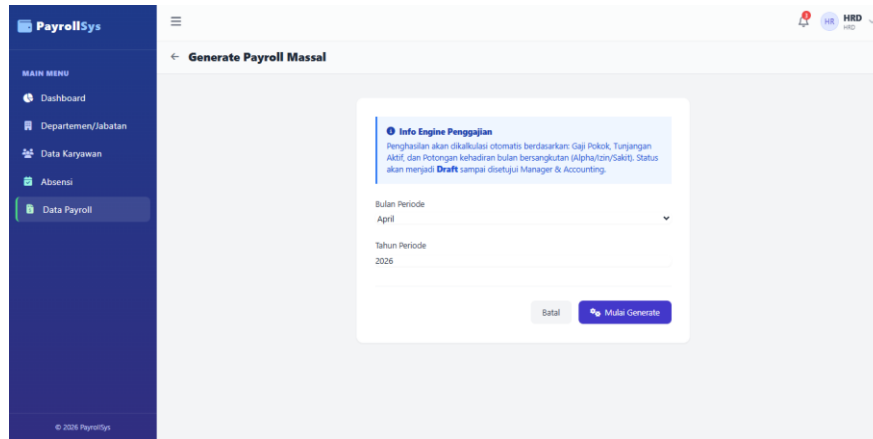 PayrollSys
HR
HRD
HRD
← Generate Payroll Massal
MAIN MENU
Dashboard
Departemen/Jabatan
Data Karyawan
Absensi
Data Payroll
Info Engine Penggajian
Penghasilan akan dikalkulasi otomatis berdasarkan: Gaji Pokok, Tunjangan
Aktif, dan Potongan kehadiran bulan bersangkutan (Alpha/Izin/Sakit). Status
akan menjadi Draft sampai disetujui Manager & Accounting.
Bulan Periode
April
Tahun Periode
2026
Batal
Mulai Generate
© 2026 PayrollSys